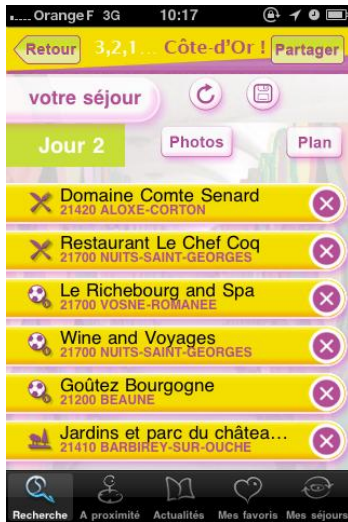 Orange F 3G 10:17
Retour 3,2,1... Côte-d'Or ! Partager
votre séjour
Jour 2 Photos Plan
Domaine Comte Senard
21420 ALOXE-CORTON
Restaurant Le Chef Coq
21700 NUITS-SAINT-GEORGES
Le Richebourg and Spa
21700 VOSNE-ROMANEE
Wine and Voyages
21700 NUITS-SAINT-GEORGES
Goûtez Bourgogne
21200 BEAUNE
Jardins et parc du châtea...
21410 BARBIREY-SUR-OUCHE
Recherche A proximité Actualités Mes favoris Mes séjours